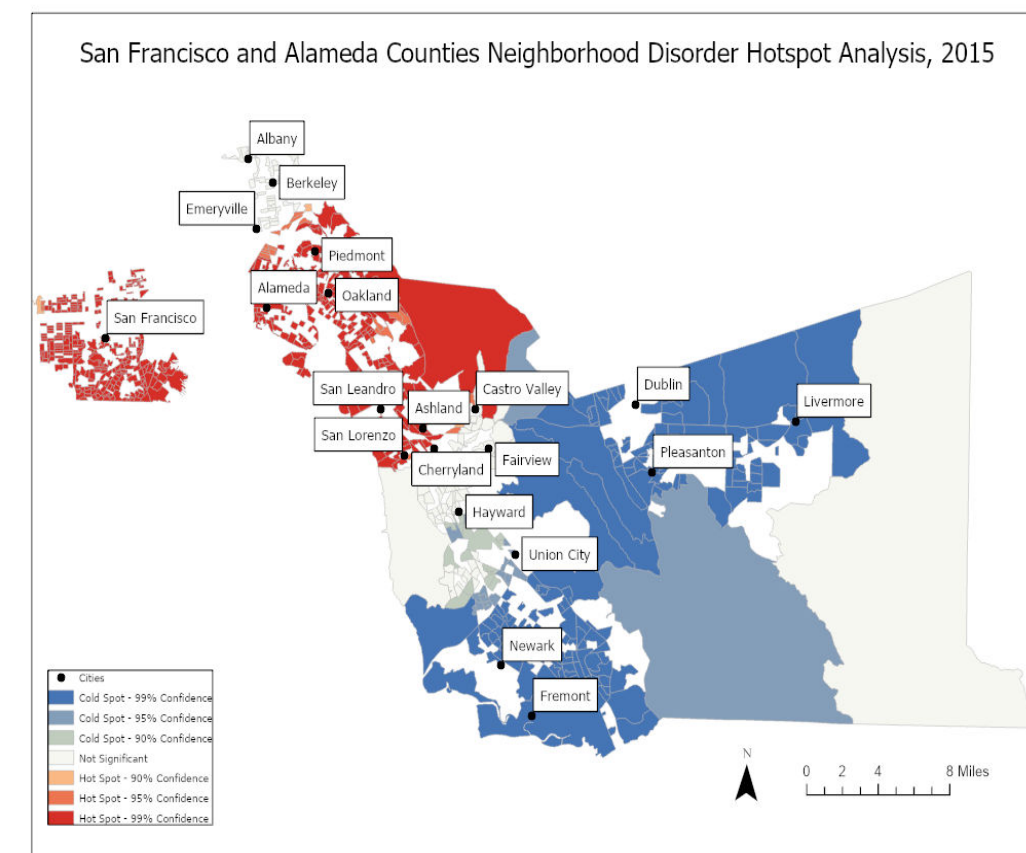 San Francisco and Alameda Counties Neighborhood Disorder Hotspot Analysis, 2015
Albany
Berkeley
Emeryville
Piedmont
Alameda
Oakland
San Francisco
San Leandro
Castro Valley
Ashland
Dublin
Livermore
San Lorenzo
Cherryland
Fairview
Pleasanton
Hayward
Union City
Newark
Fremont
Cities
Cold Spot - 99% Confidence
Cold Spot - 95% Confidence
Cold Spot - 90% Confidence
Not Significant
Hot Spot - 90% Confidence
Hot Spot - 95% Confidence
Hot Spot - 99% Confidence
N
0 2 4 8 Miles